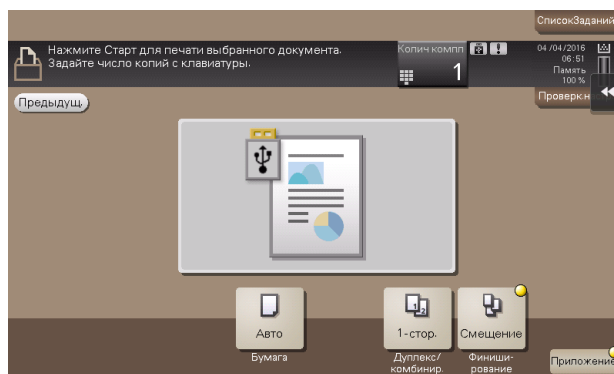 СписокЗаданий
Нажмите Старт для печати выбранного документа.
Задайте число копий с клавиатуры.
Копич компл
1
04/04/2016
06:51
Память
100 %
Проверк.н
Предыдущ.
Авто
1-стор.
Смещение
Бумага
Дуплекс/
комбинир.
Финиши-
рование
Приложение